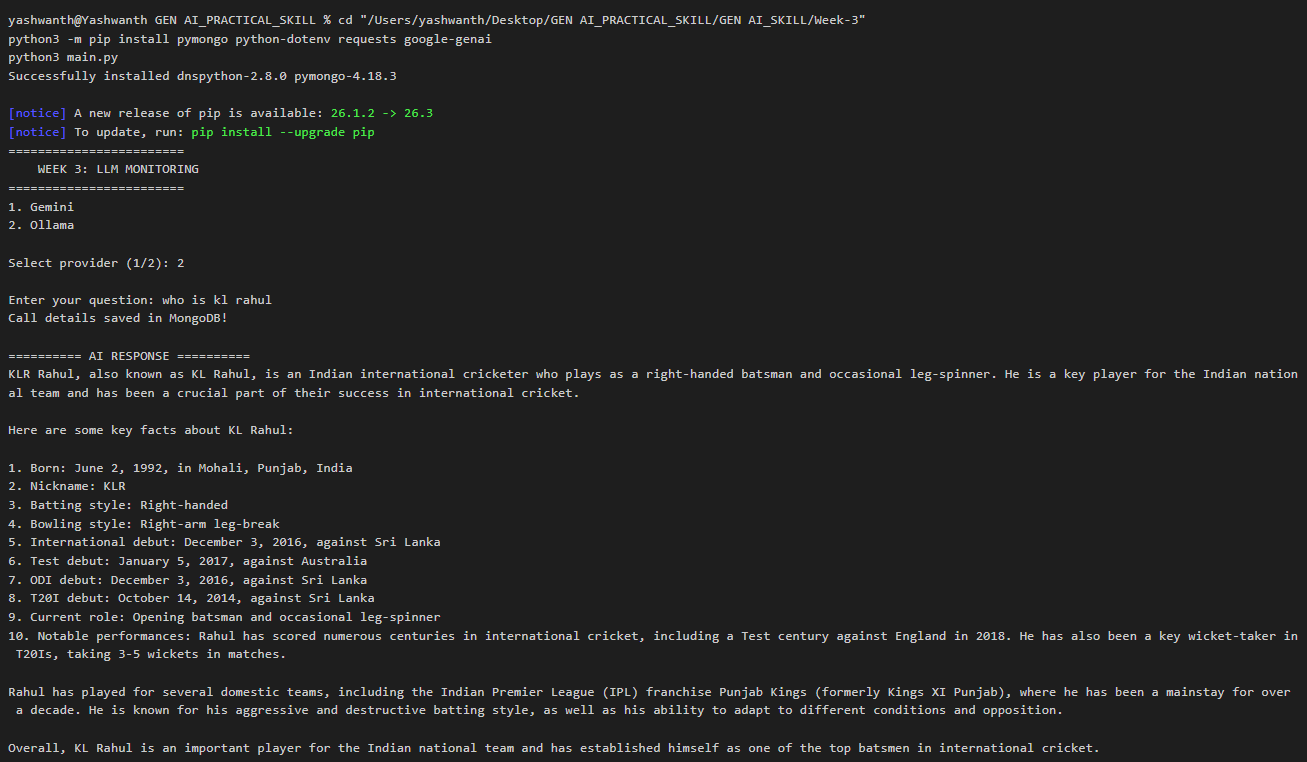 yashwanth@Yashwanth GEN AI_PRACTICAL_SKILL % cd "/Users/yashwanth/Desktop/GEN AI_PRACTICAL_SKILL/GEN AI_SKILL/Week-3"
python3 -m pip install pymongo python-dotenv requests google-genai
python3 main.py
Successfully installed dnspython-2.8.0 pymongo-4.18.3
[notice] A new release of pip is available: 26.1.2 -> 26.3
[notice] To update, run: pip install --upgrade pip
========================
WEEK 3: LLM MONITORING
========================
1. Gemini
2. Ollama
Select provider (1/2): 2
Enter your question: who is kl rahul
Call details saved in MongoDB!
========== AI RESPONSE ==========
KLR Rahul, also known as KL Rahul, is an Indian international cricketer who plays as a right-handed batsman and occasional leg-spinner. He is a key player for the Indian nation
al team and has been a crucial part of their success in international cricket.
Here are some key facts about KL Rahul:
1. Born: June 2, 1992, in Mohali, Punjab, India
2. Nickname: KLR
3. Batting style: Right-handed
4. Bowling style: Right-arm leg-break
5. International debut: December 3, 2016, against Sri Lanka
6. Test debut: January 5, 2017, against Australia
7. ODI debut: December 3, 2016, against Sri Lanka
8. T20I debut: October 14, 2014, against Sri Lanka
9. Current role: Opening batsman and occasional leg-spinner
10. Notable performances: Rahul has scored numerous centuries in international cricket, including a Test century against England in 2018. He has also been a key wicket-taker in
T20Is, taking 3-5 wickets in matches.
Rahul has played for several domestic teams, including the Indian Premier League (IPL) franchise Punjab Kings (formerly Kings XI Punjab), where he has been a mainstay for over
a decade. He is known for his aggressive and destructive batting style, as well as his ability to adapt to different conditions and opposition.
Overall, KL Rahul is an important player for the Indian national team and has established himself as one of the top batsmen in international cricket.